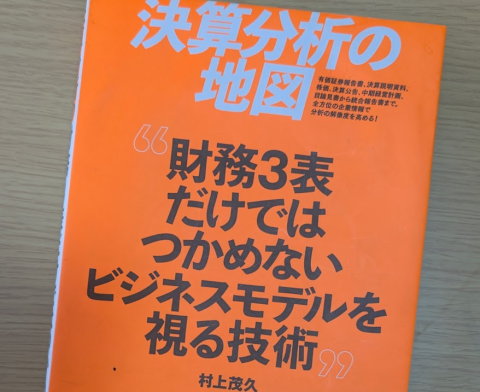 決算分析の
地図
有価証券報告書、決算説明資料、
株価、決算公告、中期経営計画、
目論見書から統合報告書まで。
全方位の企業情報で
分析の解像度を高める!
“財務3表
だけでは
つかめない
ビジネスモデルを
視る技術”
村上茂久